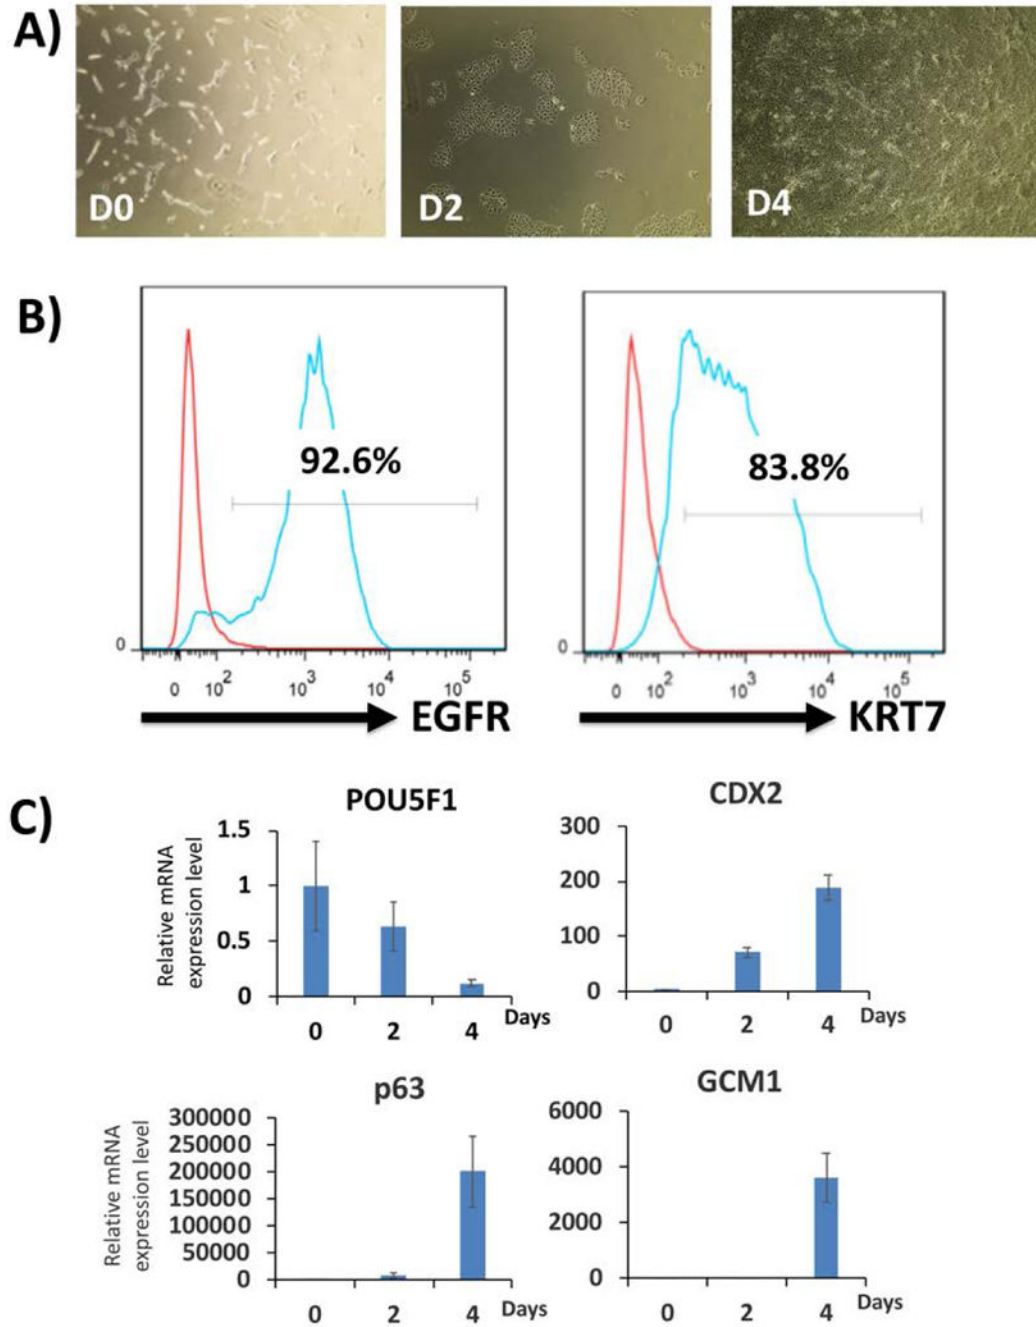 A)
D0
D2
D4
B)
92.6%
0
0 10² 10³ 10⁴ 10⁵
EGFR
83.8%
0
0 10² 10³ 10⁴ 10⁵
KRT7
C)
POU5F1
Relative mRNA
expression level
1.5
1
0.5
0
0 2 4 Days
CDX2
300
200
100
0
0 2 4 Days
p63
Relative mRNA
expression level
300000
250000
200000
150000
100000
50000
0
0 2 4 Days
GCM1
6000
4000
2000
0
0 2 4 Days